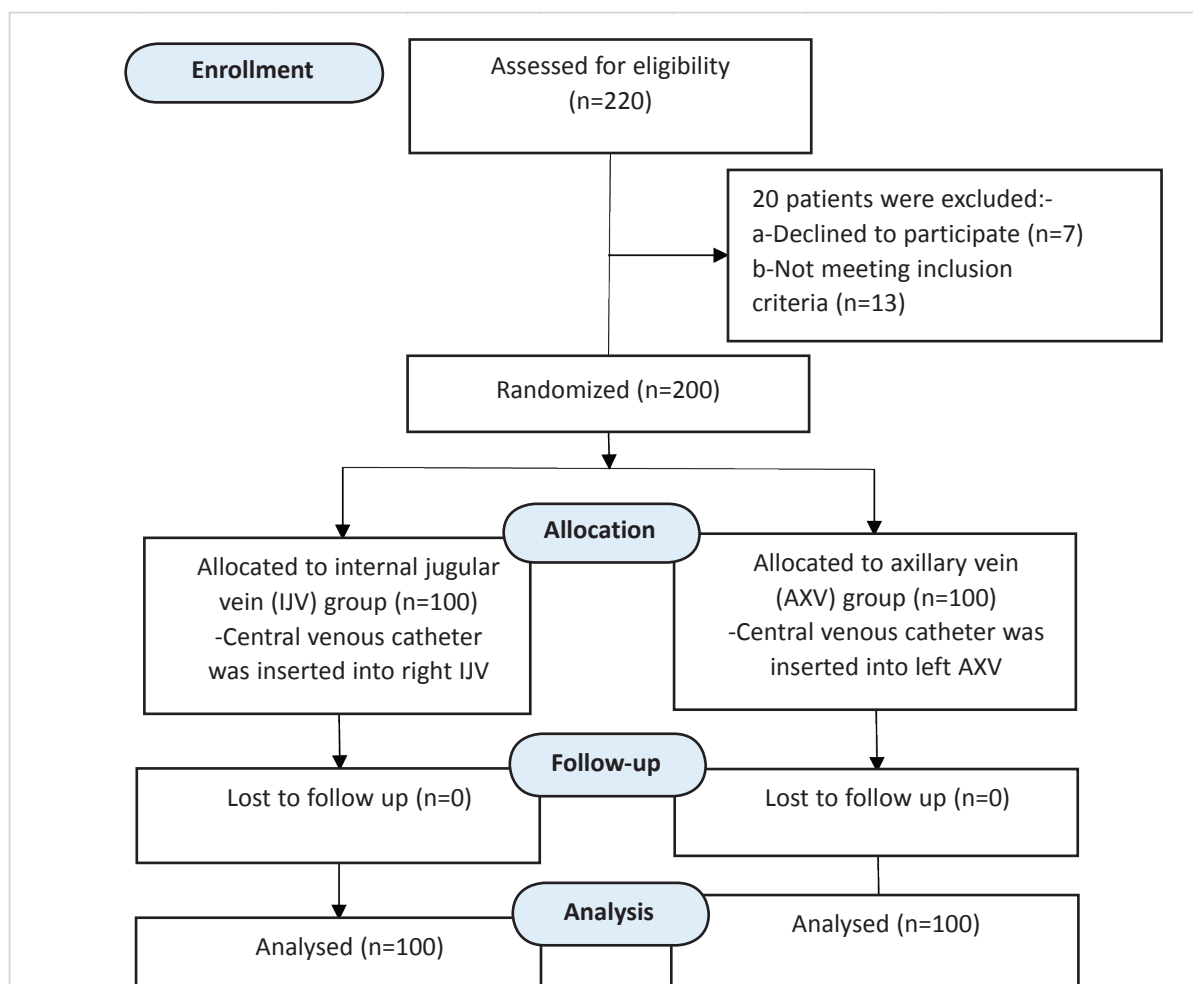 Enrollment
Assessed for eligibility
(n=220)
20 patients were excluded:-
a-Declined to participate (n=7)
b-Not meeting inclusion
criteria (n=13)
Randomized (n=200)
Allocation
Allocated to internal jugular
vein (IJV) group (n=100)
-Central venous catheter
was inserted into right IJV
Allocated to axillary vein
(AXV) group (n=100)
-Central venous catheter was
inserted into left AXV
Follow-up
Lost to follow up (n=0)
Lost to follow up (n=0)
Analysis
Analysed (n=100)
Analysed (n=100)